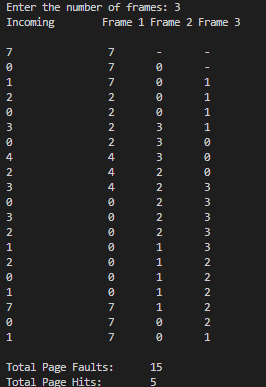 Enter the number of frames: 3
Incoming Frame 1 Frame 2 Frame 3
7 7 - -
0 7 0 -
1 7 0 1
2 2 0 1
0 2 0 1
3 2 3 1
0 2 3 0
4 4 3 0
2 4 2 0
3 4 2 3
0 0 2 3
3 0 2 3
2 0 2 3
1 0 1 3
2 0 1 2
0 0 1 2
1 0 1 2
7 7 1 2
0 7 0 2
1 7 0 1
Total Page Faults: 15
Total Page Hits: 5